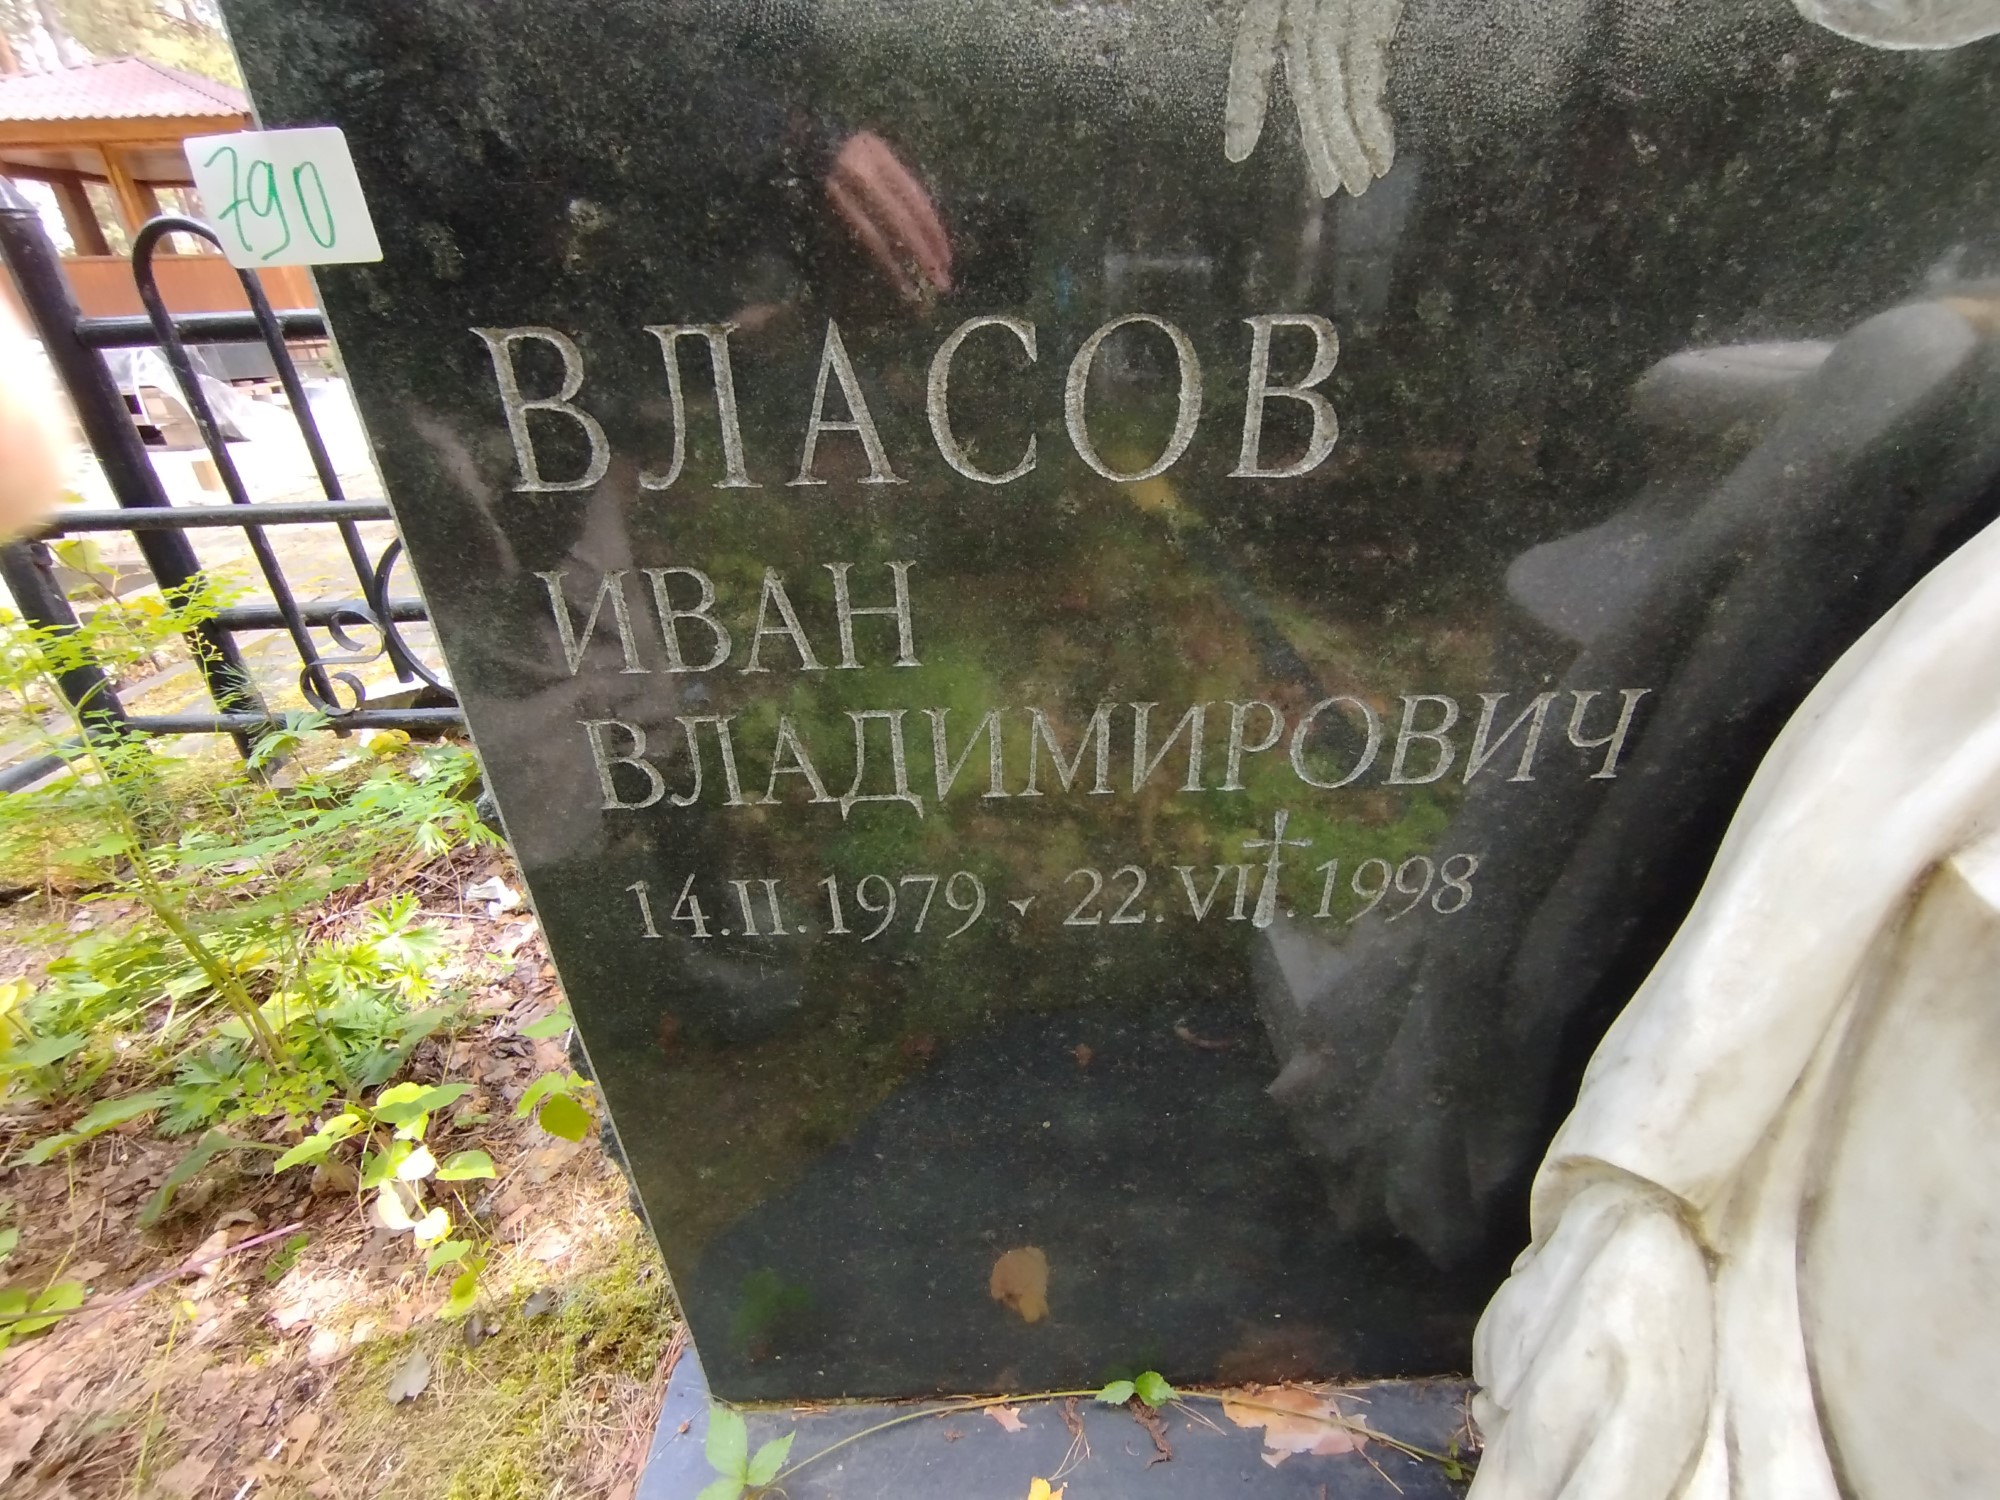 790
ВЛАСОВ
ИВАН
ВЛАДИМИРОВИЧ
14.II.1979 - 22.VII.1998